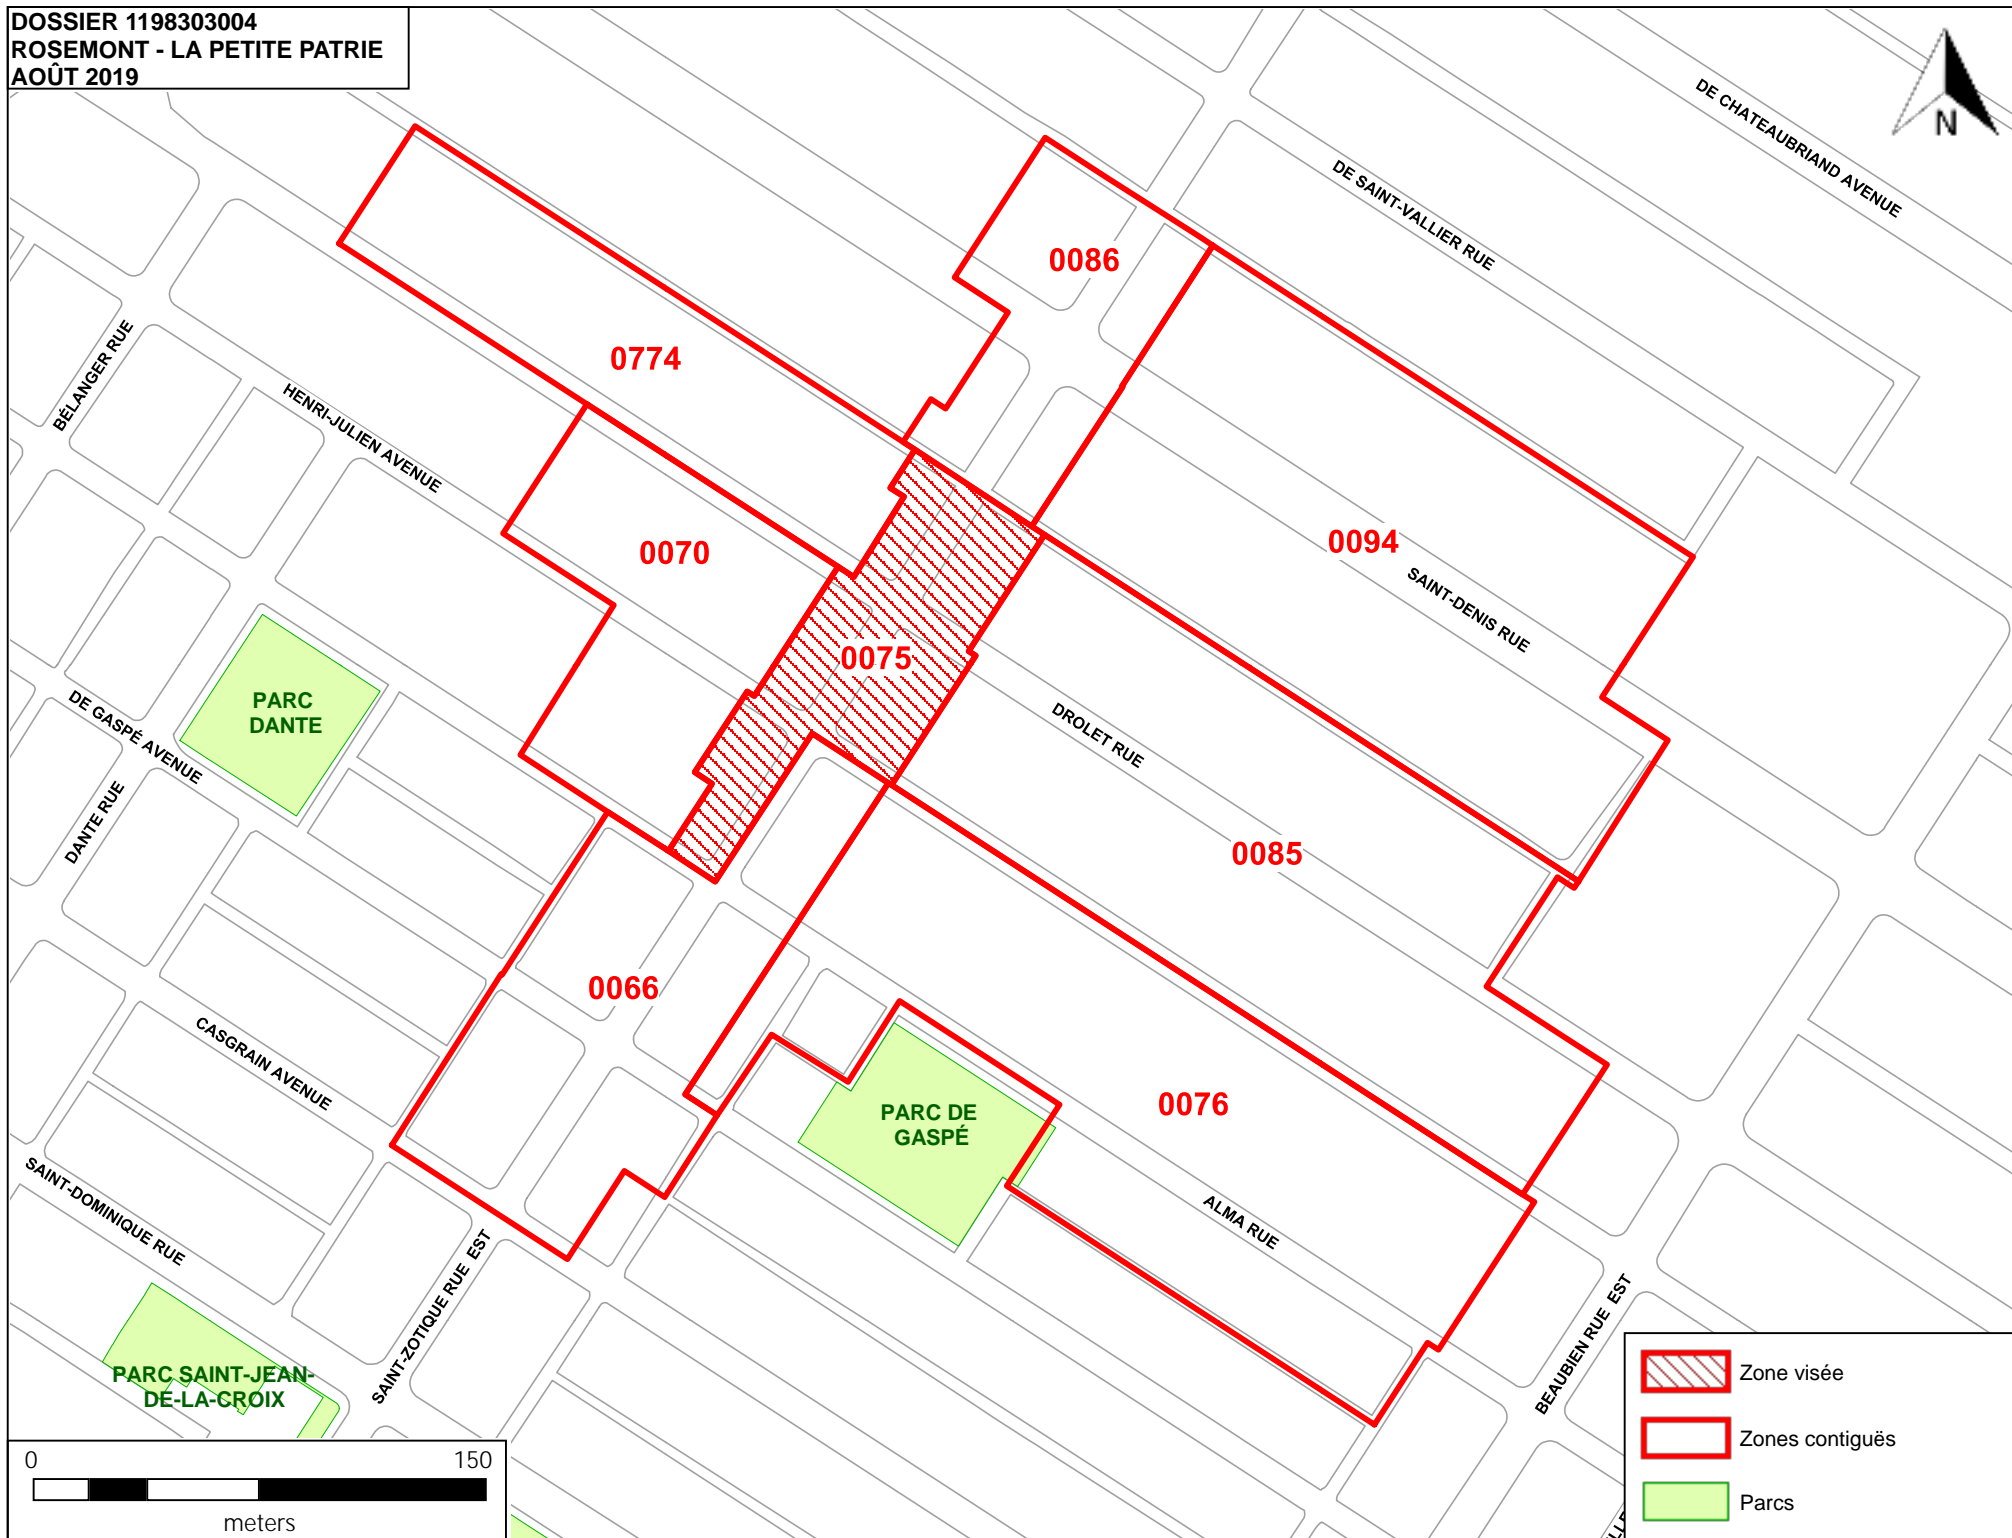 DOSSIER 1198303004
ROSEMONT - LA PETITE PATRIE
AOÛT 2019
N
DE CHATEAUBRIAND AVENUE
DE SAINT-VALLIER RUE
0086
0774
BÉLANGER RUE
HENRI-JULIEN AVENUE
0070
0094
SAINT-DENIS RUE
0075
PARC
DANTE
DE GASPÉ AVENUE
DROLET RUE
DANTE RUE
0085
0066
CASGRAIN AVENUE
PARC DE
GASPÉ
0076
SAINT-DOMINIQUE RUE
ALMA RUE
SAINT-ZOTIQUE RUE EST
BEAUBIEN RUE EST
PARC SAINT-JEAN-
DE-LA-CROIX
Zone visée
Zones contiguës
Parcs
0 150
meters